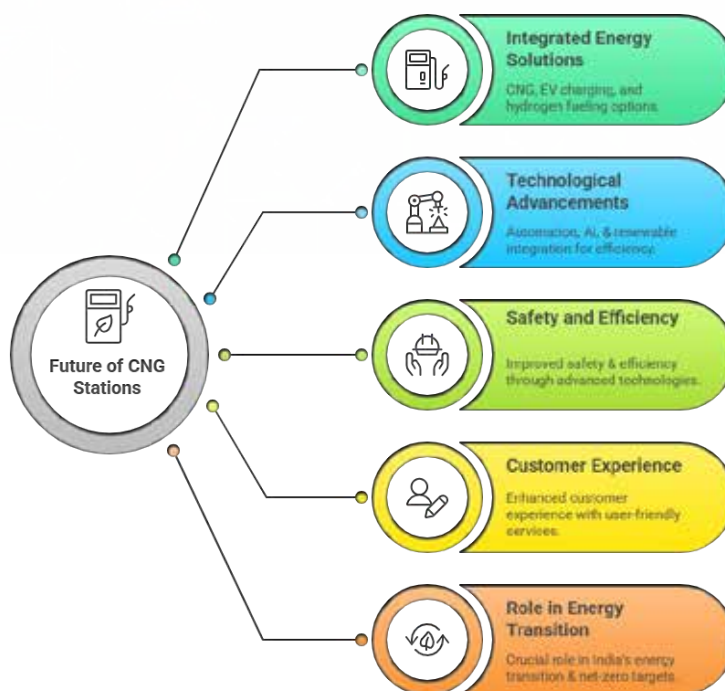 Integrated Energy
Solutions
CNG, EV charging, and
hydrogen fueling options.
Technological
Advancements
Automation, AI, & renewable
integration for efficiency.
Future of CNG
Stations
Safety and Efficiency
Improved safety & efficiency
through advanced technologies.
Customer Experience
Enhanced customer
experience with user-friendly
services.
Role in Energy
Transition
Crucial role in India's energy
transition & net-zero targets